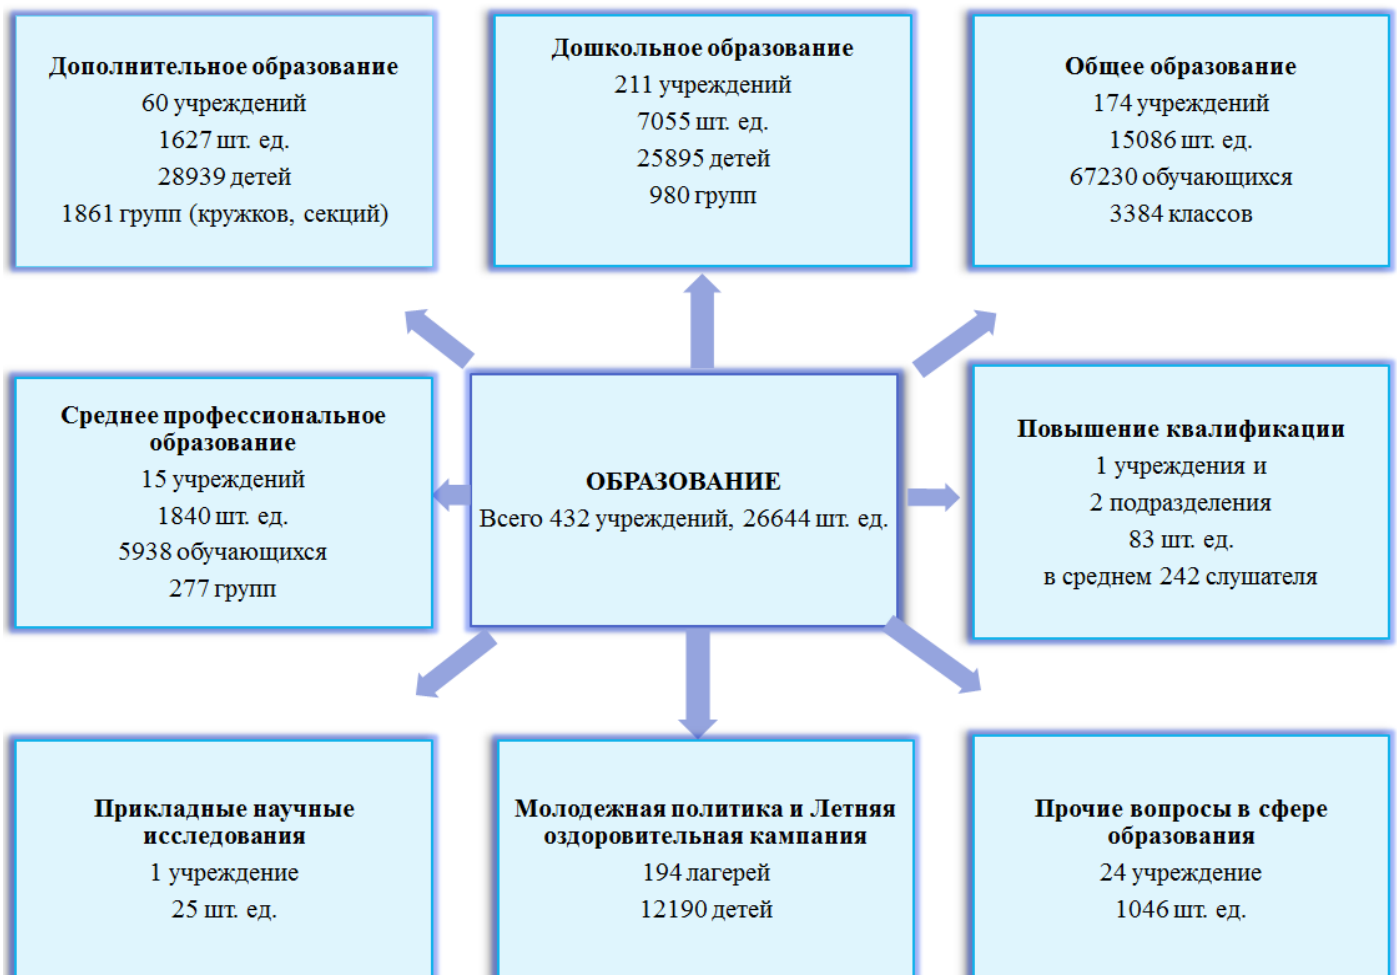 Дополнительное образование
60 учреждений
1627 шт. ед.
28939 детей
1861 групп (кружков, секций)
Дошкольное образование
211 учреждений
7055 шт. ед.
25895 детей
980 групп
Общее образование
174 учреждений
15086 шт. ед.
67230 обучающихся
3384 классов
Среднее профессиональное
образование
15 учреждений
1840 шт. ед.
5938 обучающихся
277 групп
ОБРАЗОВАНИЕ
Всего 432 учреждений, 26644 шт. ед.
Повышение квалификации
1 учреждения и
2 подразделения
83 шт. ед.
в среднем 242 слушателя
Прикладные научные
исследования
1 учреждение
25 шт. ед.
Молодежная политика и Летняя
оздоровительная кампания
194 лагерей
12190 детей
Прочие вопросы в сфере
образования
24 учреждение
1046 шт. ед.